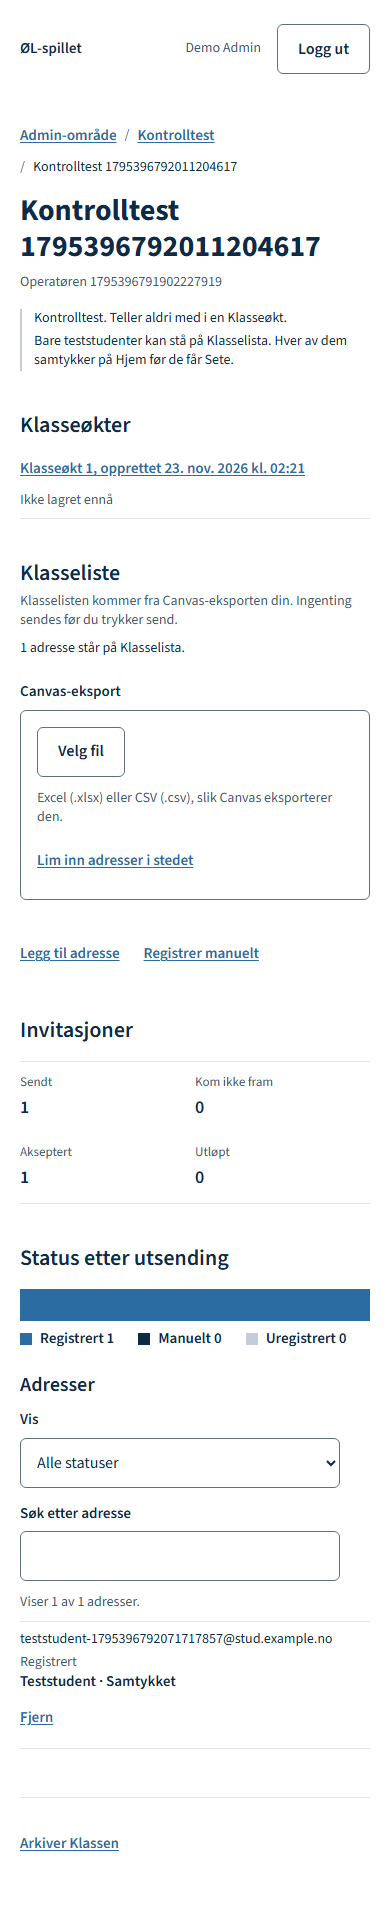 ØL-spillet
Demo Admin
Logg ut
Admin-område / Kontrolltest
/ Kontrolltest 1795396792011204617
Kontrolltest
1795396792011204617
Operatøren 1795396791902227919
Kontrolltest. Teller aldri med i en Klasseøkt.
Bare teststudenter kan stå på Klasselista. Hver av dem
samtykker på Hjem før de får Sete.
Klasseøkter
Klasseøkt 1, opprettet 23. nov. 2026 kl. 02:21
Ikke lagret ennå
Klasseliste
Klasselisten kommer fra Canvas-eksporten din. Ingenting
sendes før du trykker send.
1 adresse står på Klasselista.
Canvas-eksport
Velg fil
Excel (.xlsx) eller CSV (.csv), slik Canvas eksporterer
den.
Lim inn adresser i stedet
Legg til adresse
Registrer manuelt
Invitasjoner
Sendt
Kom ikke fram
1
0
Akseptert
Utløpt
1
0
Status etter utsending
Registrert 1
Manuelt 0
Uregistrert 0
Adresser
Vis
Alle statuser
Søk etter adresse
Viser 1 av 1 adresser.
teststudent-1795396792071717857@stud.example.no
Registrert
Teststudent · Samtykket
Fjern
Arkiver Klassen